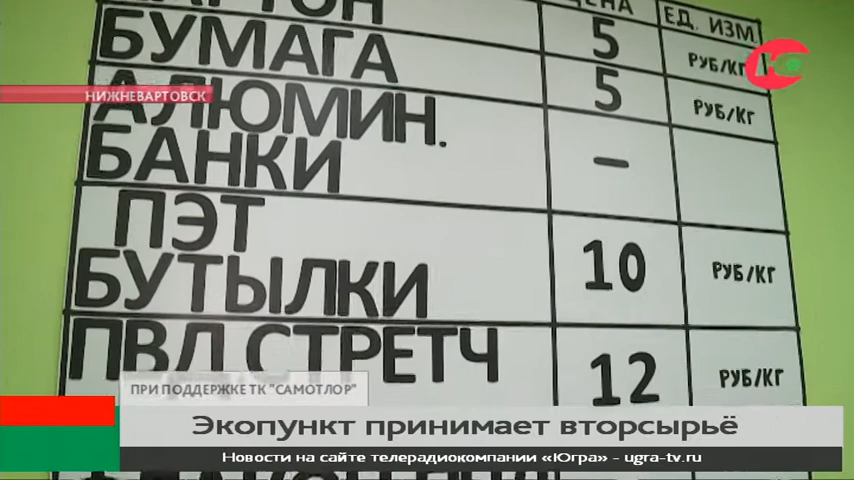 КАРТОН 5 РУБ/КГ
ЦЕНА ЕД. ИЗМ.
БУМАГА 5 РУБ/КГ
НИЖНЕВАРТОВСК
АЛЮМИН.
БАНКИ –
ПЭТ
БУТЫЛКИ 10 РУБ/КГ
ПВД,СТРЕТЧ 12 РУБ/КГ
ПРИ ПОДДЕРЖКЕ ТК "САМОТЛОР"
Экопункт принимает вторсырьё
Новости на сайте телерадиокомпании «Югра» - ugra-tv.ru